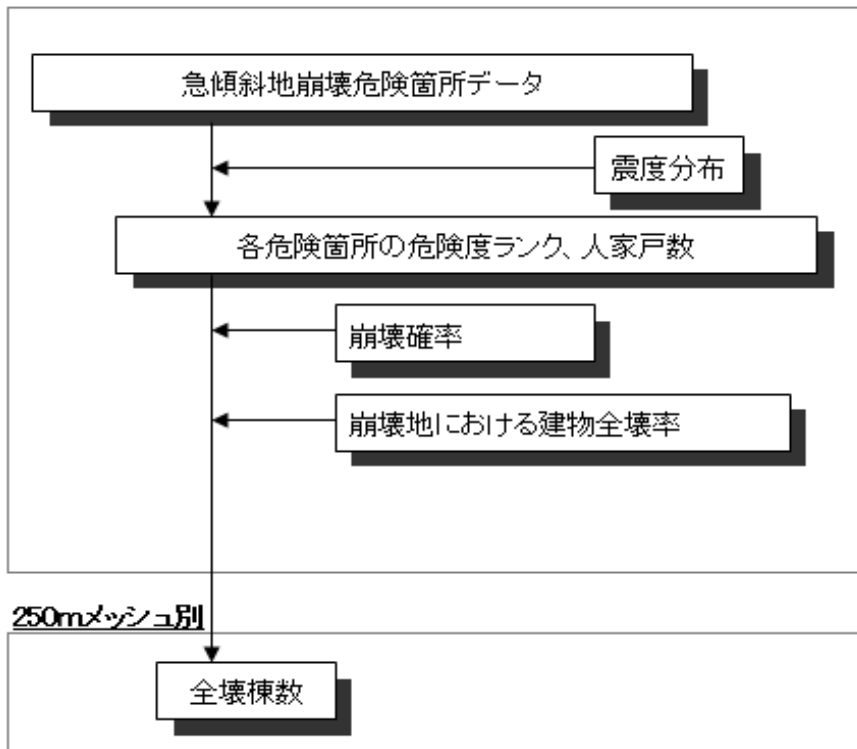 急傾斜地崩壊危険箇所データ
震度分布
各危険箇所の危険度ランク、人家戸数
崩壊確率
崩壊地における建物全壊率
250mメッシュ別
全壊棟数